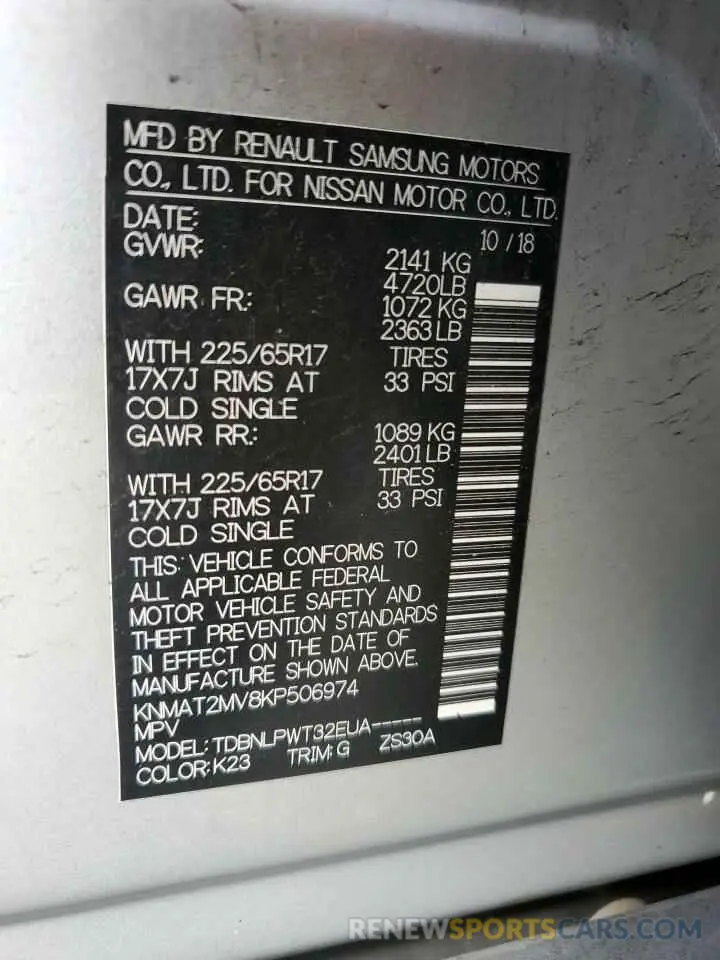 MFD BY RENAULT SAMSUNG MOTORS
CO., LTD. FOR NISSAN MOTOR CO., LTD.
DATE: 10 / 18
GVWR: 2141 KG
4720LB
GAWR FR: 1072 KG
2363 LB
WITH 225/65R17 TIRES
17X7J RIMS AT 33 PSI
COLD SINGLE
GAWR RR: 1089 KG
2401 LB
WITH 225/65R17 TIRES
17X7J RIMS AT 33 PSI
COLD SINGLE
THIS VEHICLE CONFORMS TO
ALL APPLICABLE FEDERAL
MOTOR VEHICLE SAFETY AND
THEFT PREVENTION STANDARDS
IN EFFECT ON THE DATE OF
MANUFACTURE SHOWN ABOVE.
KNMAT2MV8KP506974
MPV
MODEL: TDBNLPWT32EUA-----
COLOR: K23 TRIM: G ZS30A
RENEWSPORTSCARS.COM